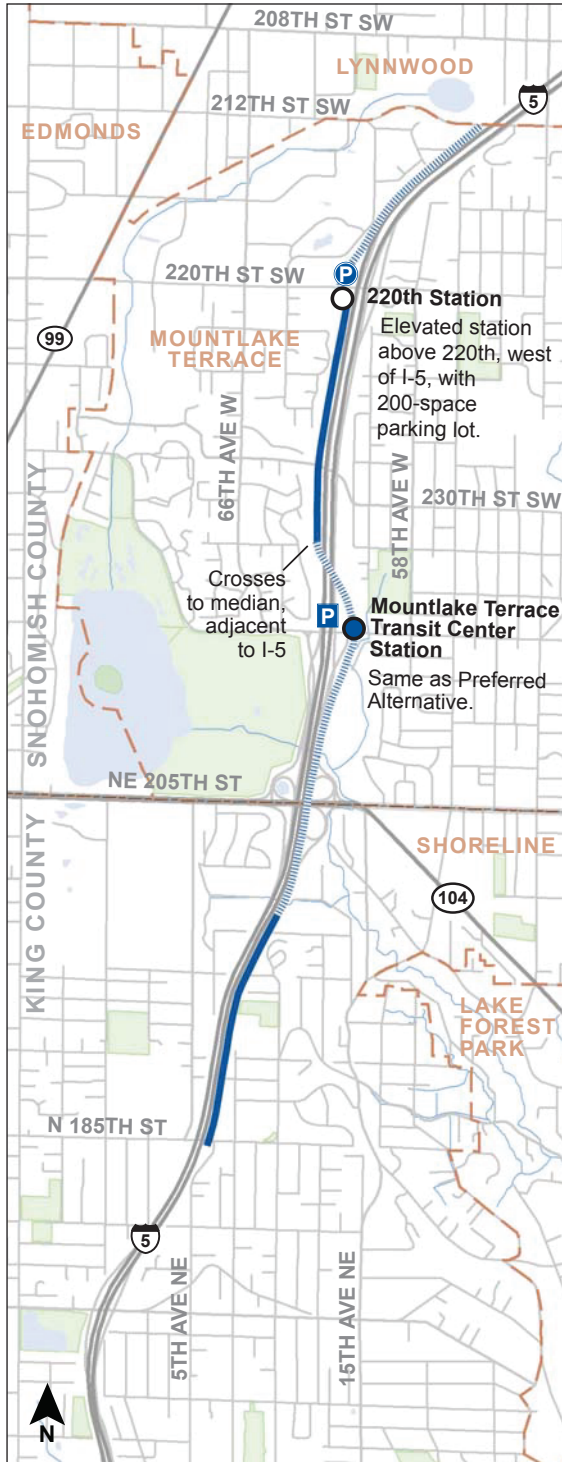 208TH ST SW
LYNNWOOD
5
212TH ST SW
EDMONDS
P
220TH ST SW
220th Station
Elevated station
above 220th, west
of I-5, with
200-space
parking lot.
99
MOUNTLAKE
TERRACE
66TH AVE W
58TH AVE W
230TH ST SW
SNOHOMISH COUNTY
Crosses
to median,
adjacent
to I-5
P
Mountlake Terrace
Transit Center
Station
Same as Preferred
Alternative.
NE 205TH ST
KING COUNTY
SHORELINE
104
LAKE
FOREST
PARK
N 185TH ST
5
5TH AVE NE
15TH AVE NE
N